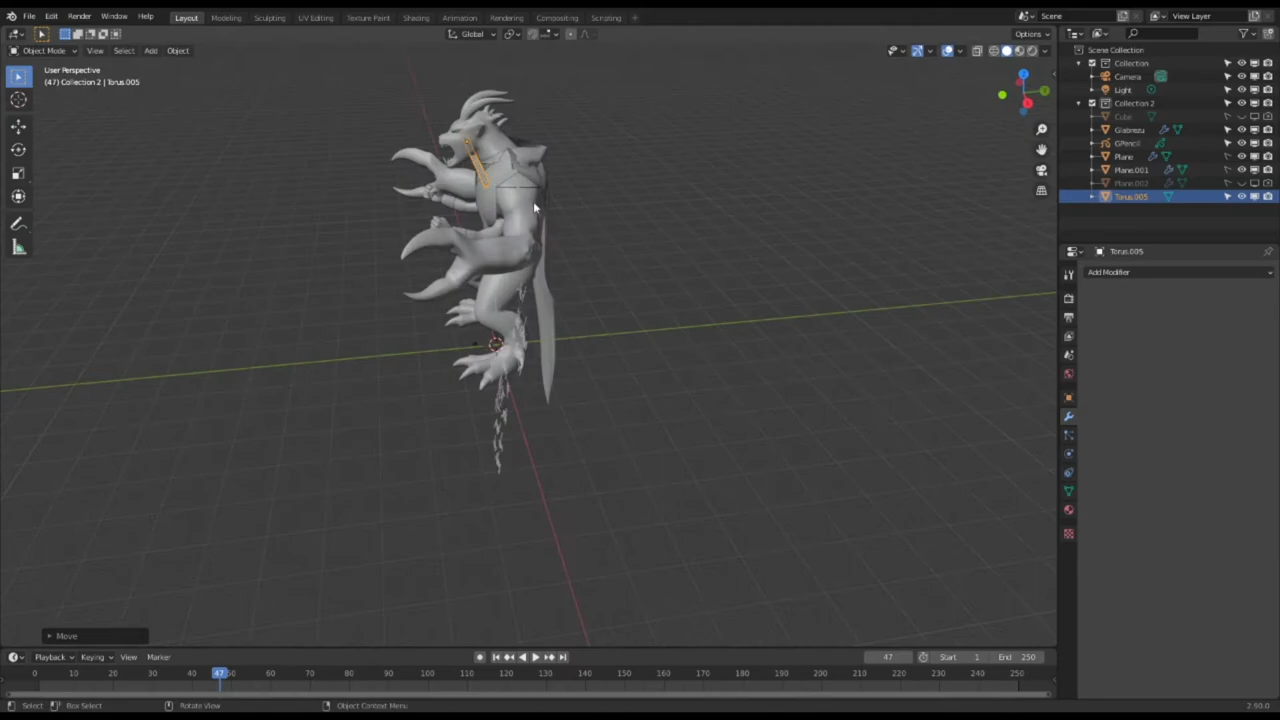 File Edit Render Window Help Layout Modeling Sculpting UV Editing Texture Paint Shading Animation Rendering Compositing Scripting + Scene View Layer
Global Options
Object Mode View Select Add Object
User Perspective
(47) Collection 2 | Torus.005
Scene Collection
Collection
Camera
Light
Collection 2
Cube
Glabrezu
GPencil
Plane
Plane.001
Plane.002
Torus.005
Torus.005
Add Modifier
Z
Y
X
Move
Playback Keying View Marker 47 Start 1 End 250
0 10 20 30 40 47 50 60 70 80 90 100 110 120 130 140 150 160 170 180 190 200 210 220 230 240 250
Select Box Select Rotate View Object Context Menu 2.90.0